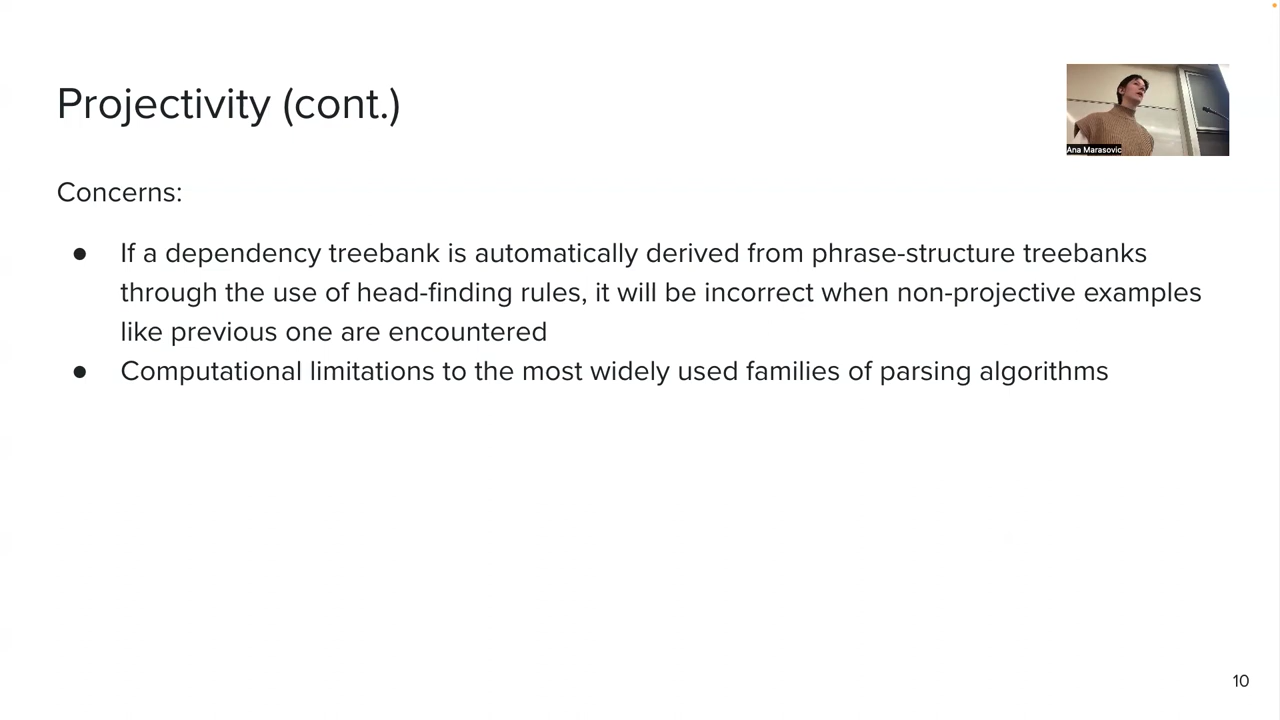 Projectivity (cont.)
Ana Marasovic
Concerns:
● If a dependency treebank is automatically derived from phrase-structure treebanks
through the use of head-finding rules, it will be incorrect when non-projective examples
like previous one are encountered
● Computational limitations to the most widely used families of parsing algorithms
10